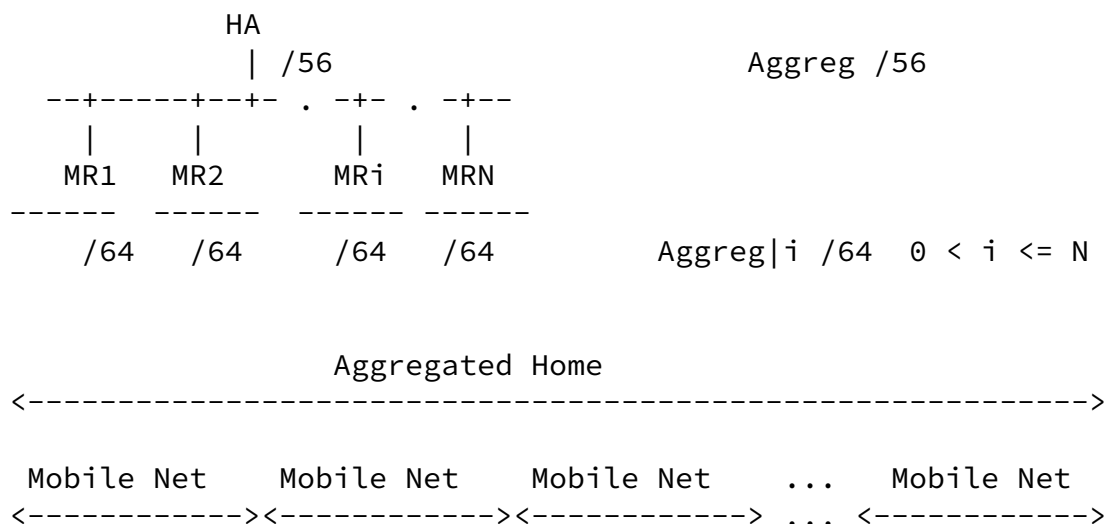 HA
| /56 Aggreg /56
--+-----+--+- . -+- . -+--
| | | |
MR1 MR2 MRi MRN
------ ------ ------ ------
/64 /64 /64 /64 Aggreg|i /64 0 < i <= N
Aggregated Home
<----------------------------------------------------------->
Mobile Net Mobile Net Mobile Net ... Mobile Net
<------------><------------><------------> ... <------------>